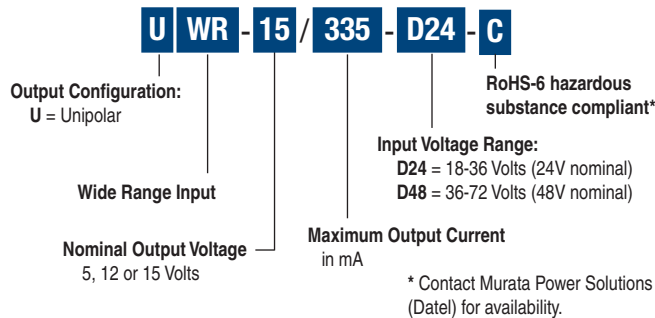 U WR - 15 / 335 - D24 - C
Output Configuration:
U = Unipolar
RoHS-6 hazardous
substance compliant*
Input Voltage Range:
D24 = 18-36 Volts (24V nominal)
D48 = 36-72 Volts (48V nominal)
Wide Range Input
Maximum Output Current
in mA
Nominal Output Voltage
5, 12 or 15 Volts
* Contact Murata Power Solutions
(Datel) for availability.